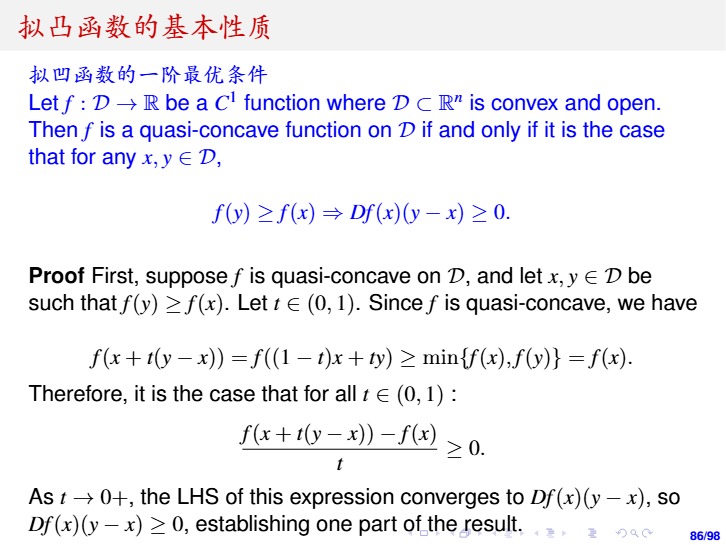 拟凸函数的基本性质
拟凹函数的一阶最优条件
Let f : D → ℝ be a C¹ function where D ⊂ ℝⁿ is convex and open.
Then f is a quasi-concave function on D if and only if it is the case
that for any x, y ∈ D,
f(y) ≥ f(x) ⇒ Df(x)(y − x) ≥ 0.
Proof First, suppose f is quasi-concave on D, and let x, y ∈ D be
such that f(y) ≥ f(x). Let t ∈ (0, 1). Since f is quasi-concave, we have
f(x + t(y − x)) = f((1 − t)x + ty) ≥ min{f(x), f(y)} = f(x).
Therefore, it is the case that for all t ∈ (0, 1) :
f(x + t(y − x)) − f(x)
t
≥ 0.
As t → 0+, the LHS of this expression converges to Df(x)(y − x), so
Df(x)(y − x) ≥ 0, establishing one part of the result.
86/98